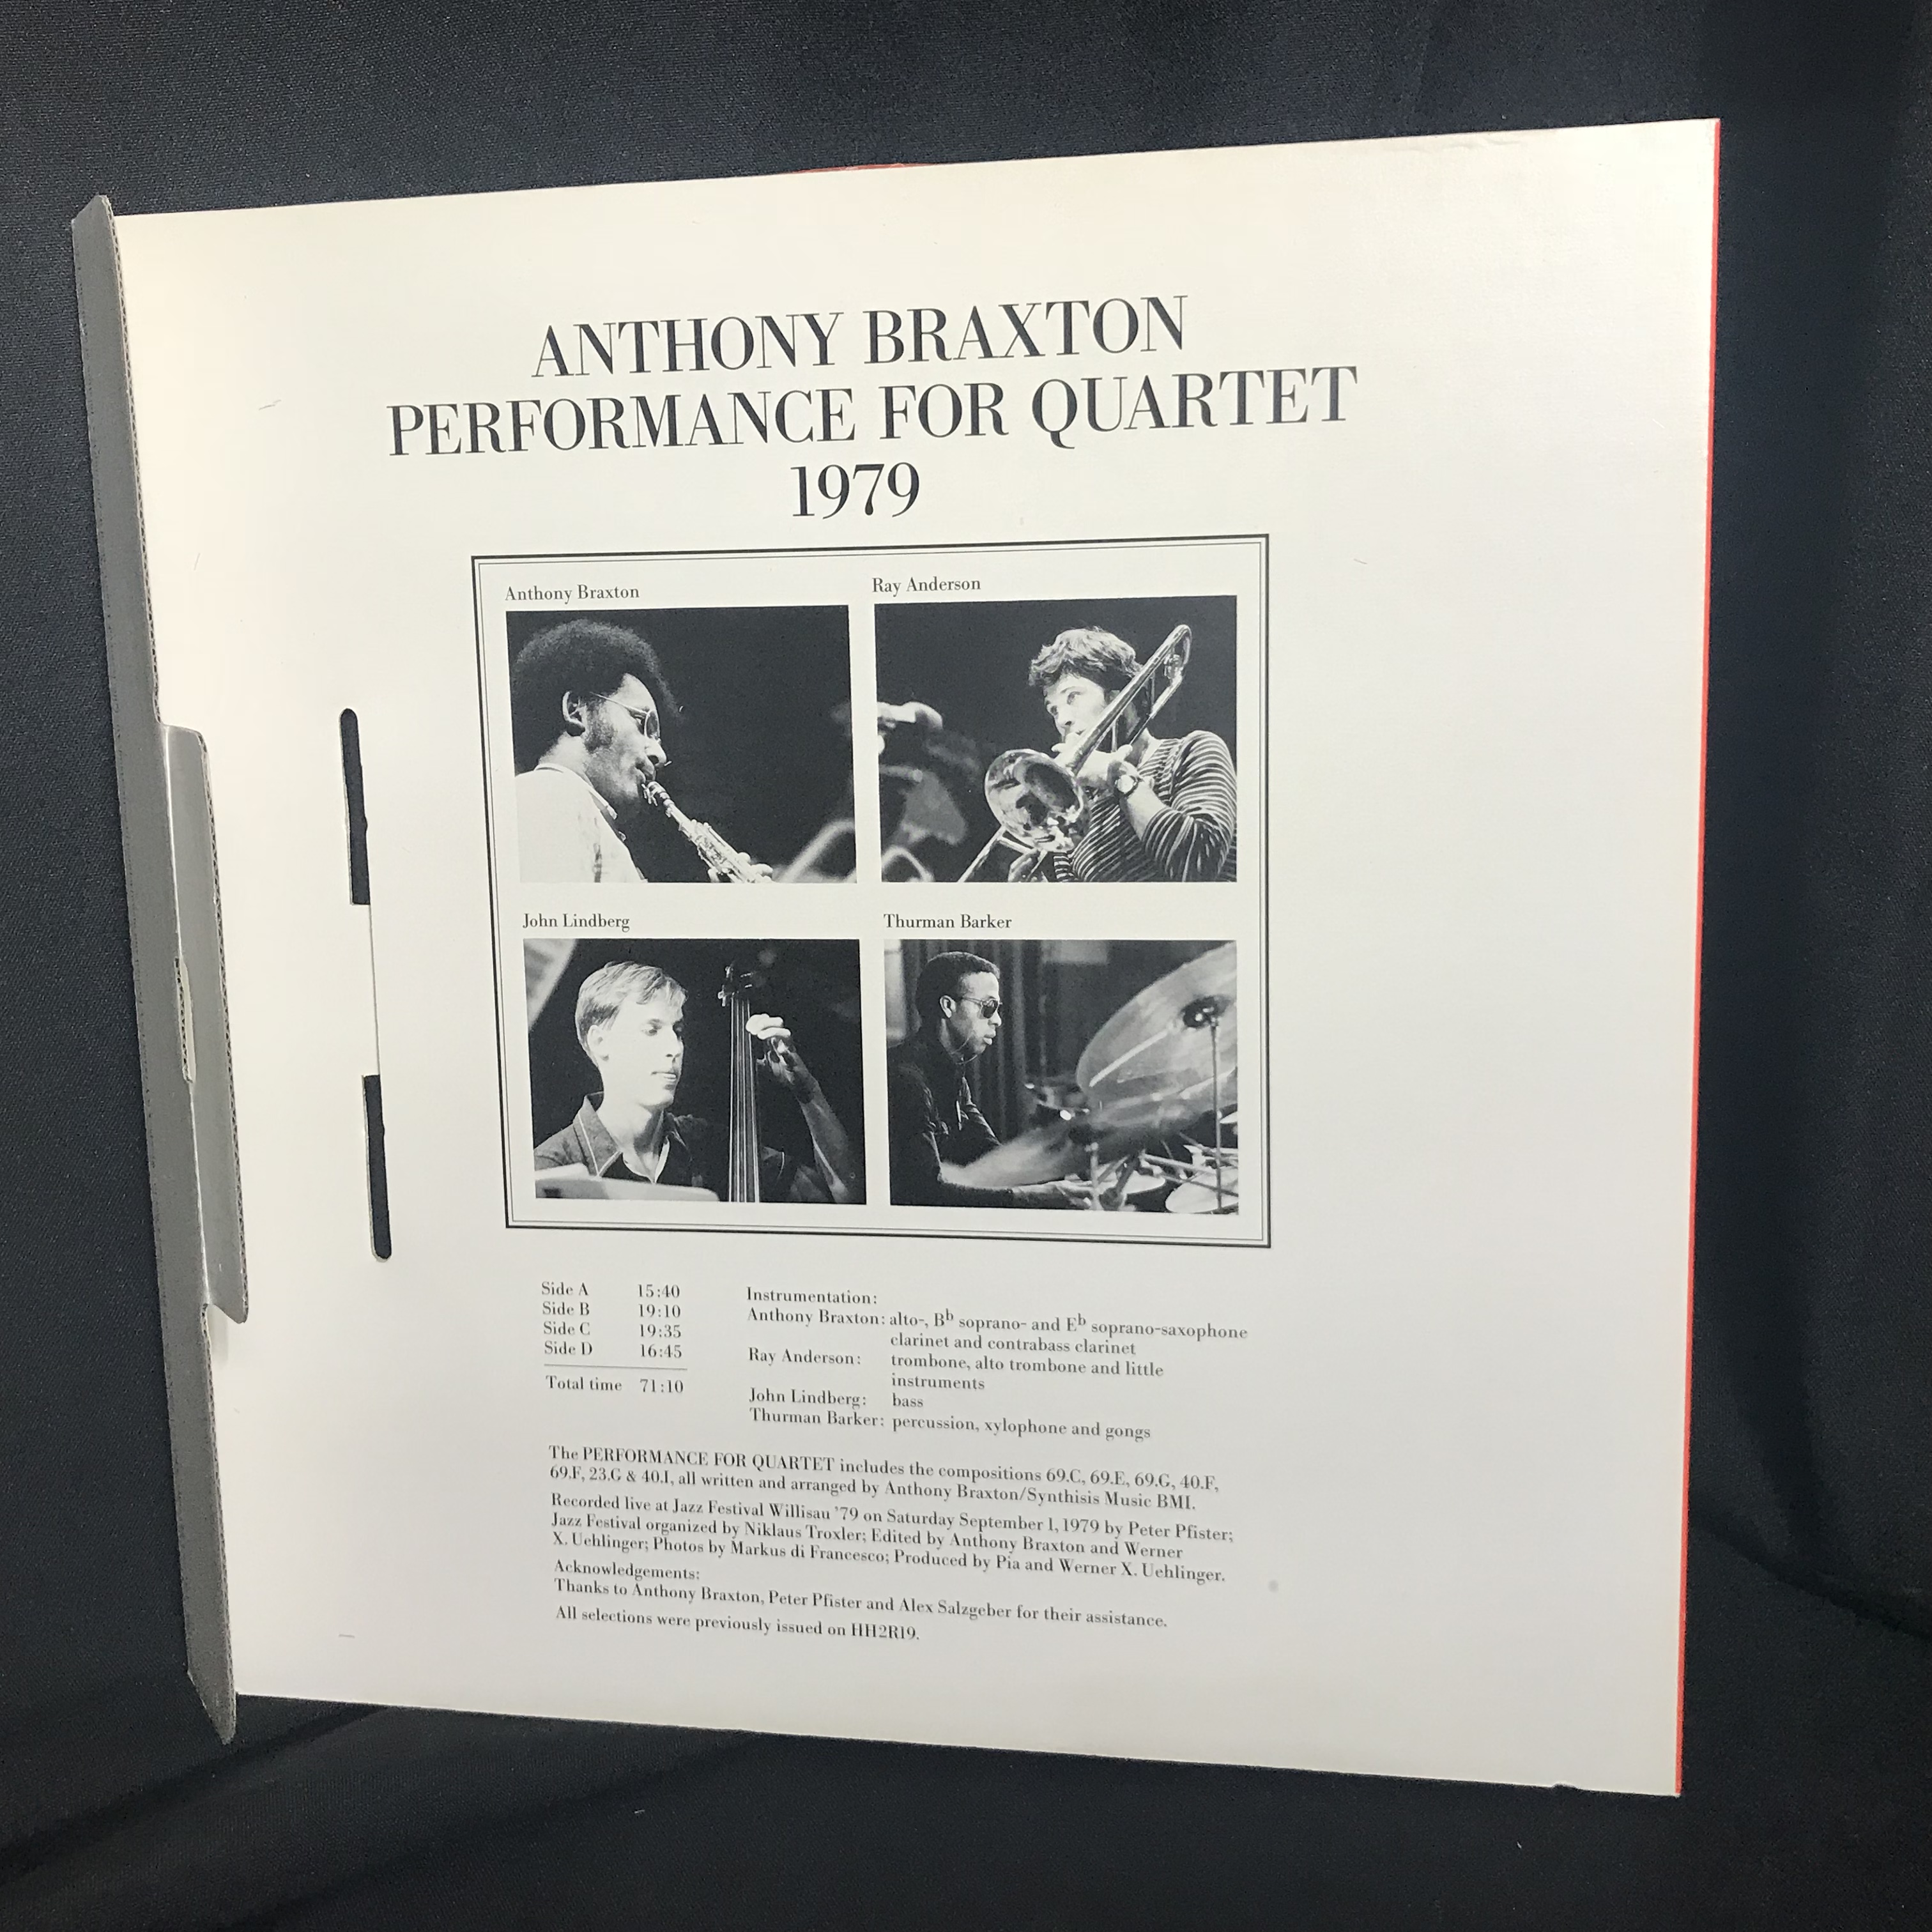 ANTHONY BRAXTON
PERFORMANCE FOR QUARTET
1979
Anthony Braxton
Ray Anderson
John Lindberg
Thurman Barker
Side A 15:40
Side B 19:10
Side C 19:35
Side D 16:45
Total time 71:10
Instrumentation:
Anthony Braxton: alto-, Bb soprano- and Eb soprano-saxophone
clarinet and contrabass clarinet
Ray Anderson: trombone, alto trombone and little
instruments
John Lindberg: bass
Thurman Barker: percussion, xylophone and gongs
The PERFORMANCE FOR QUARTET includes the compositions 69.C, 69.E, 69.G, 40.F,
69.F, 23.G & 40.I, all written and arranged by Anthony Braxton/Synthisis Music BMI.
Recorded live at Jazz Festival Willisau '79 on Saturday September 1, 1979 by Peter Pfister;
Jazz Festival organized by Niklaus Troxler; Edited by Anthony Braxton and Werner
X. Uehlinger; Photos by Markus di Francesco; Produced by Pia and Werner X. Uehlinger.
Acknowledgements:
Thanks to Anthony Braxton, Peter Pfister and Alex Salzgeber for their assistance.
All selections were previously issued on HH2R19.